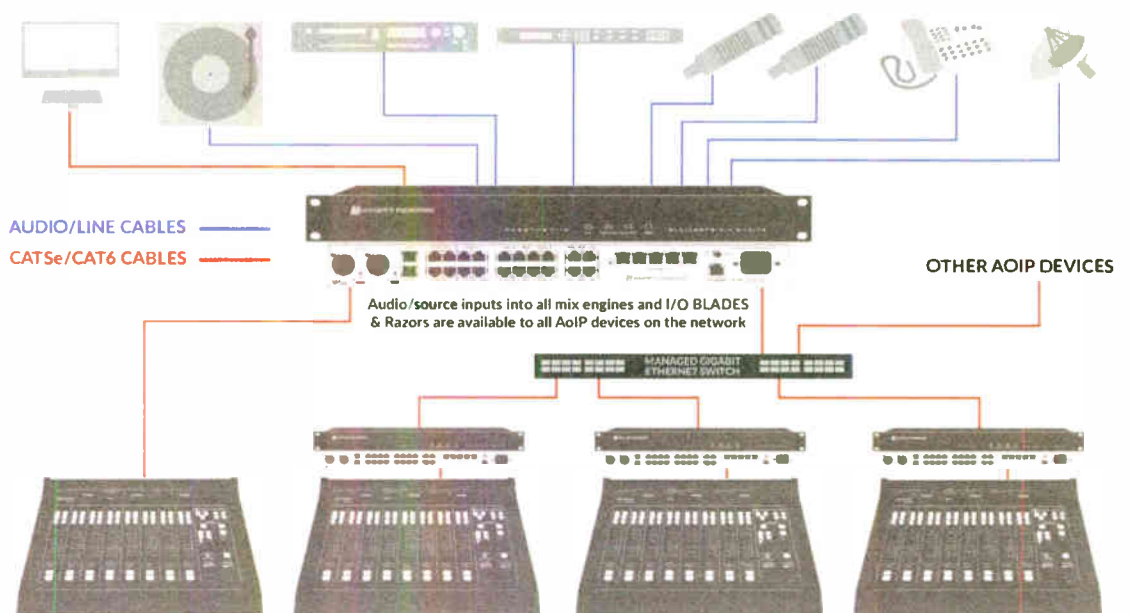 AUDIO/LINE CABLES
CAT5e/CAT6 CABLES
OTHER AOIP DEVICES
Audio/source inputs into all mix engines and I/O BLADES
& Razors are available to all AoIP devices on the network
MANAGED GIGABIT
ETHERNET SWITCH